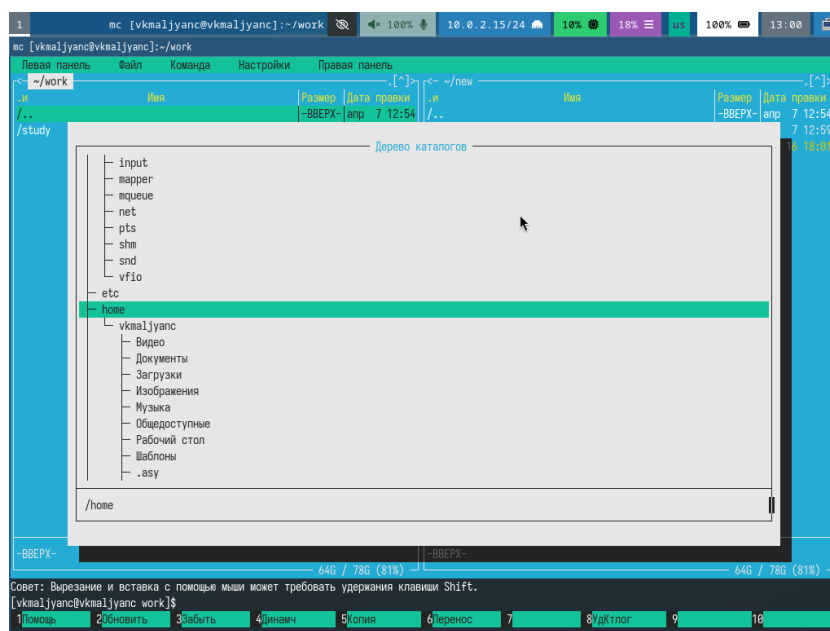 1 mc [vkmaljyanc@vkmaljyanc]:~/work 100% 10.0.2.15/24 10% 18% us 100% 13:00
mc [vkmaljyanc@vkmaljyanc]:~/work
Левая панель Файл Команда Настройки Правая панель
<– ~/work .[^]> <– ~/new .[^]>
.и Имя Размер Дата правки .и Имя Размер Дата правки
/.. –ВВЕРХ– апр 7 12:54 /.. –ВВЕРХ– апр 7 12:54
/study 7 12:59
Дерево каталогов 16 18:01
input
mapper
mqueue
net
pts
shm
snd
vfio
etc
home
vkmaljyanc
Видео
Документы
Загрузки
Изображения
Музыка
Общедоступные
Рабочий стол
Шаблоны
.asy
/home
–ВВЕРХ– –ВВЕРХ–
64G / 78G (81%) 64G / 78G (81%)
Совет: Вырезание и вставка с помощью мыши может требовать удержания клавиши Shift.
[vkmaljyanc@vkmaljyanc work]$
1Помощь 2Обновить 3Забыть 4Динамч 5Копия 6Перенос 7 8УдКтлог 9 10